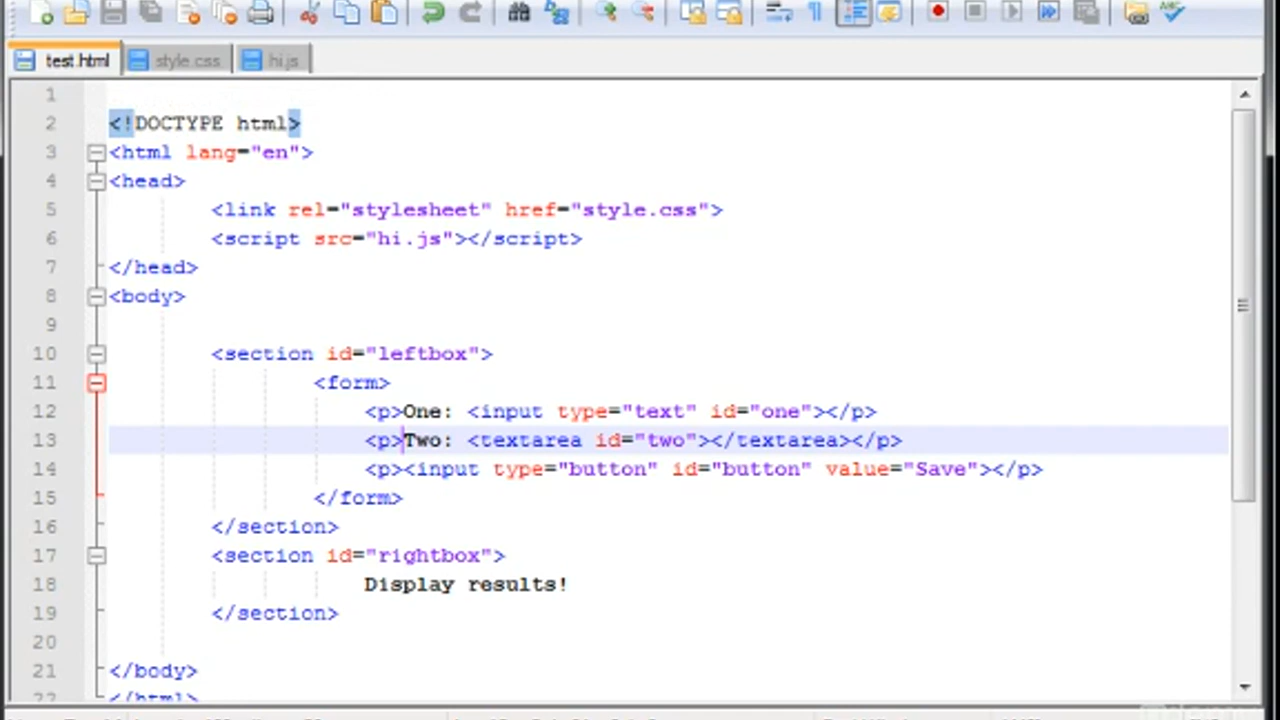 test.html style.css hi.js
1
2 <!DOCTYPE html>
3 <html lang="en">
4 <head>
5 <link rel="stylesheet" href="style.css">
6 <script src="hi.js"></script>
7 </head>
8 <body>
9
10 <section id="leftbox">
11 <form>
12 <p>One: <input type="text" id="one"></p>
13 <p>Two: <textarea id="two"></textarea></p>
14 <p><input type="button" id="button" value="Save"></p>
15 </form>
16 </section>
17 <section id="rightbox">
18 Display results!
19 </section>
20
21 </body>
22 </html>